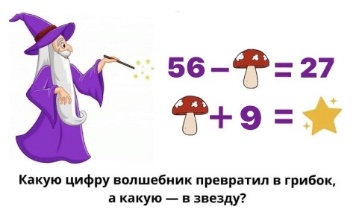 56 – = 27
+ 9 =
Какую цифру волшебник превратил в грибок,
а какую — в звезду?